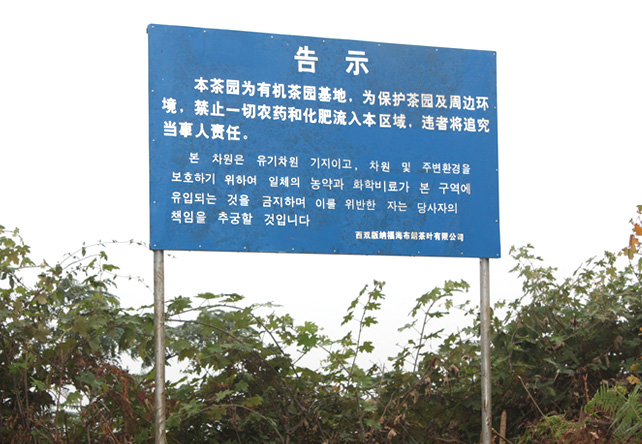 告示
本茶园为有机茶园基地，为保护茶园及周边环
境，禁止一切农药和化肥流入本区域，违者将追究
当事人责任。
본 차원은 유기차원 기지이고, 차원 및 주변환경을
보호하기 위하여 일체의 농약과 화학비료가 본 구역에
유입되는 것을 금지하며 이를 위반한 자는 당사자의
책임을 추궁할 것입니다
西双版纳福海布朗茶叶有限公司